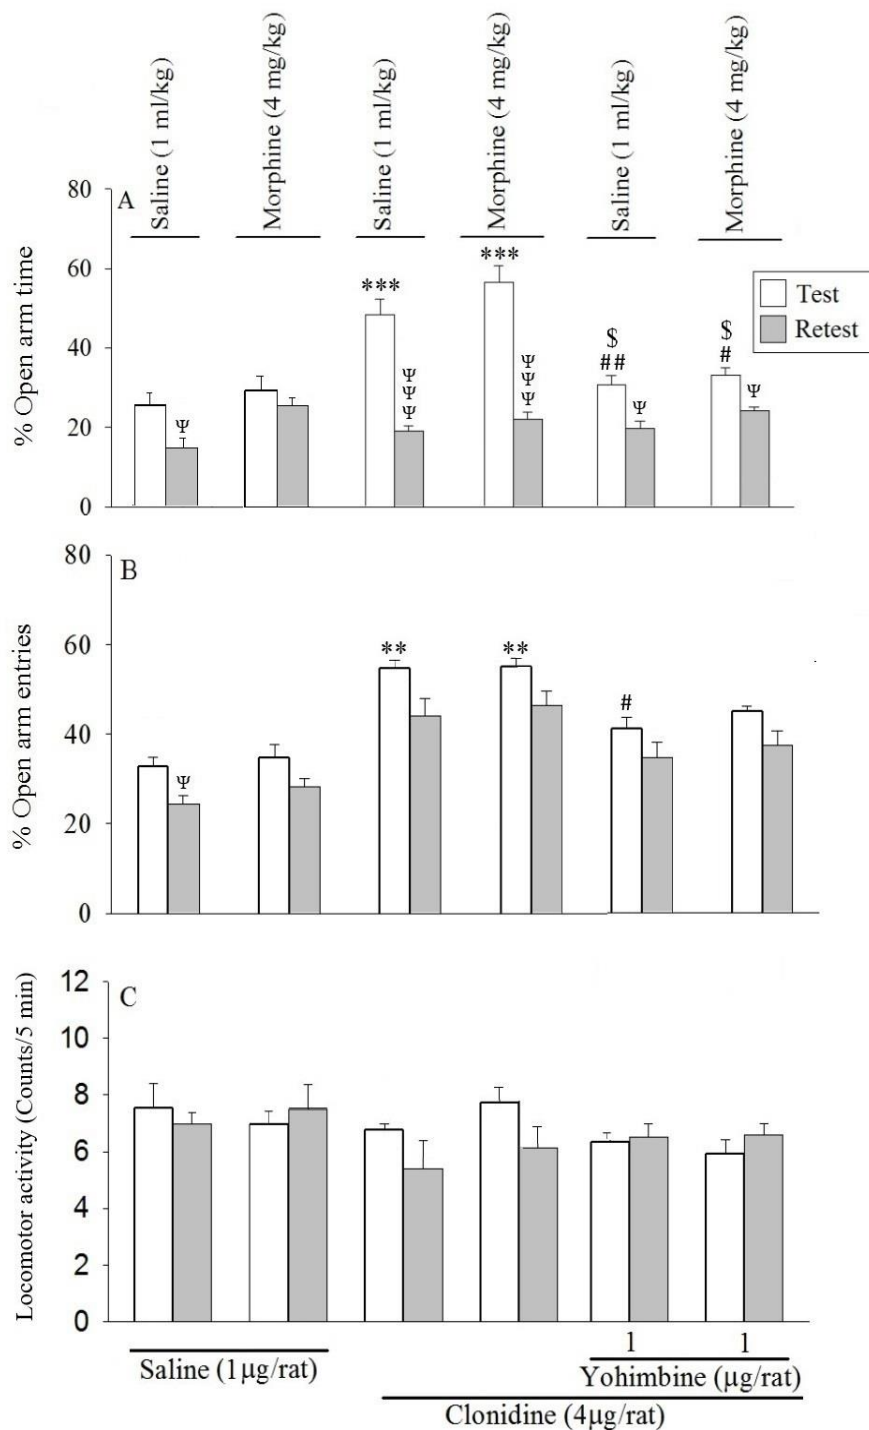 Saline (1 ml/kg)
Morphine (4 mg/kg)
Saline (1 ml/kg)
Morphine (4 mg/kg)
Saline (1 ml/kg)
Morphine (4 mg/kg)
A
% Open arm time
80
60
40
20
0
***
***
Test
Retest
$
##
$
#
Ψ
Ψ
Ψ
Ψ
Ψ
Ψ
Ψ
Ψ
Ψ
B
% Open arm entries
80
60
40
20
0
**
**
#
Ψ
C
Locomotor activity (Counts/5 min)
12
10
8
6
4
2
0
1 1
Saline (1μg/rat)
Yohimbine (μg/rat)
Clonidine (4μg/rat)